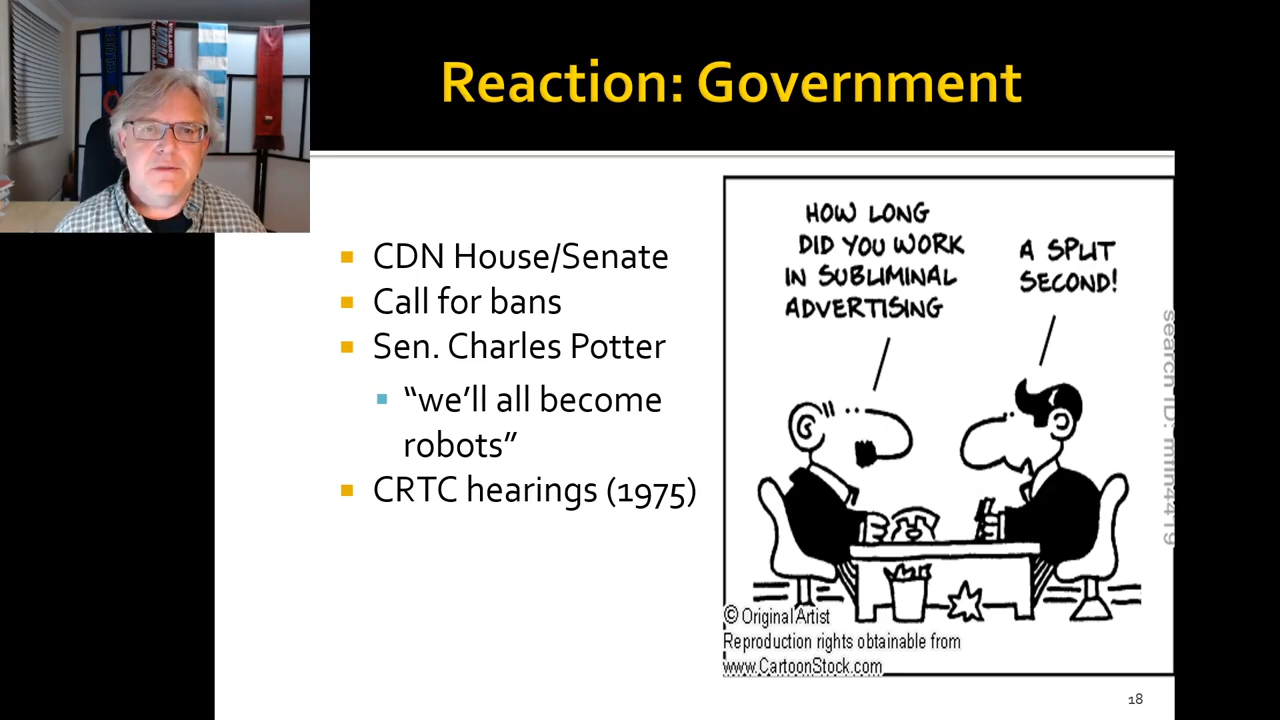 Reaction: Government
CDN House/Senate
Call for bans
Sen. Charles Potter
“we’ll all become
robots”
CRTC hearings (1975)
HOW LONG
DID YOU WORK
IN SUBLIMINAL
ADVERTISING
A SPLIT
SECOND!
© Original Artist
Reproduction rights obtainable from
www.CartoonStock.com
search ID:
18